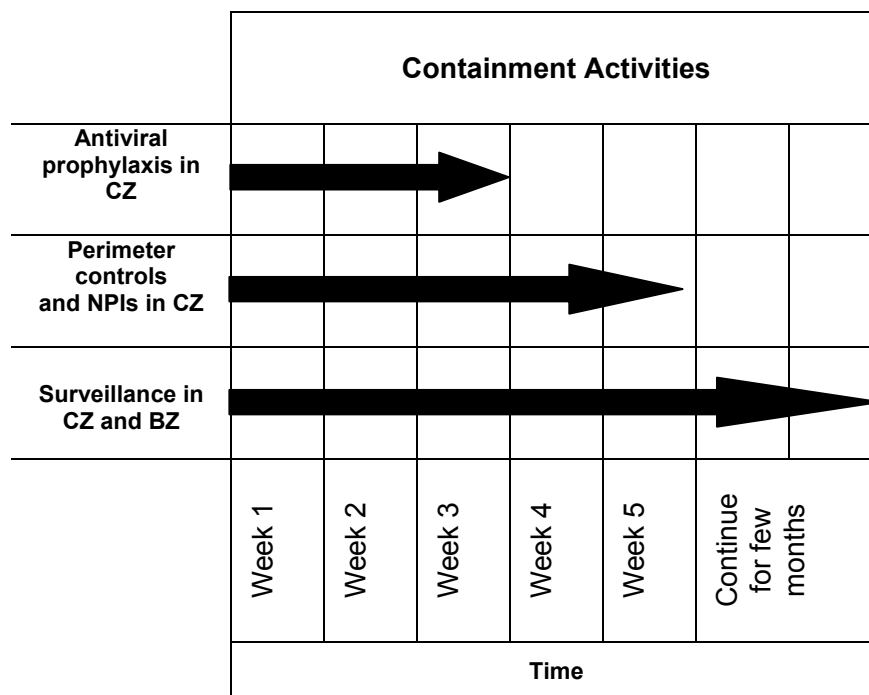 Containment Activities
Antiviral
prophylaxis in
CZ
Perimeter
controls
and NPIs in CZ
Surveillance in
CZ and BZ
Week 1
Week 2
Week 3
Week 4
Week 5
Continue
for few
months
Time